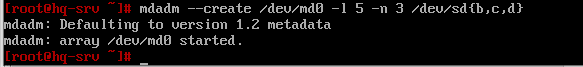 [root@hq-srv ~]# mdadm --create /dev/md0 -l 5 -n 3 /dev/sd{b,c,d}
mdadm: Defaulting to version 1.2 metadata
mdadm: array /dev/md0 started.
[root@hq-srv ~]# _